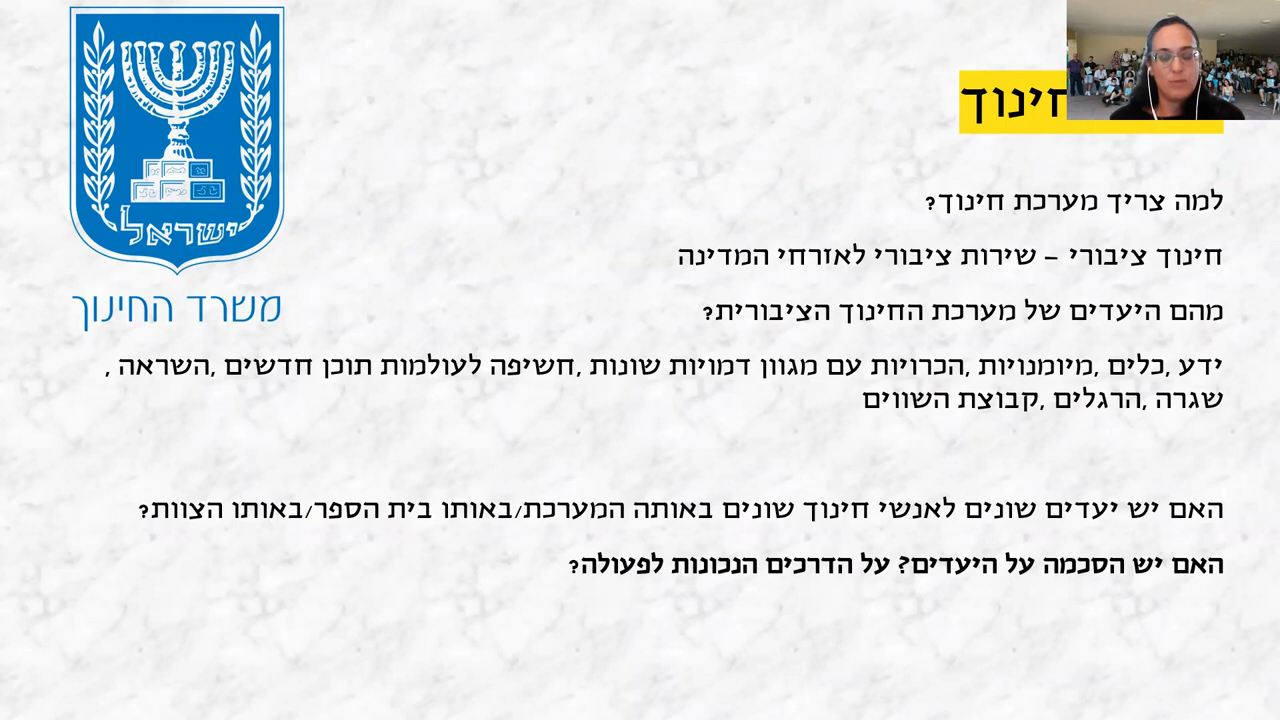 חינוך
למה צריך מערכת חינוך?
חינוך ציבורי – שירות ציבורי לאזרחי המדינה
מהם היעדים של מערכת החינוך הציבורית?
ידע ,כלים ,מיומנויות ,הכרויות עם מגוון דמויות שונות ,חשיפה לעולמות תוכן חדשים ,השראה ,
שגרה ,הרגלים ,קבוצת השווים
האם יש יעדים שונים לאנשי חינוך שונים באותה המערכת/באותו בית הספר/באותו הצוות?
האם יש הסכמה על היעדים? על הדרכים הנכונות לפעולה?
ישראל
משרד החינוך